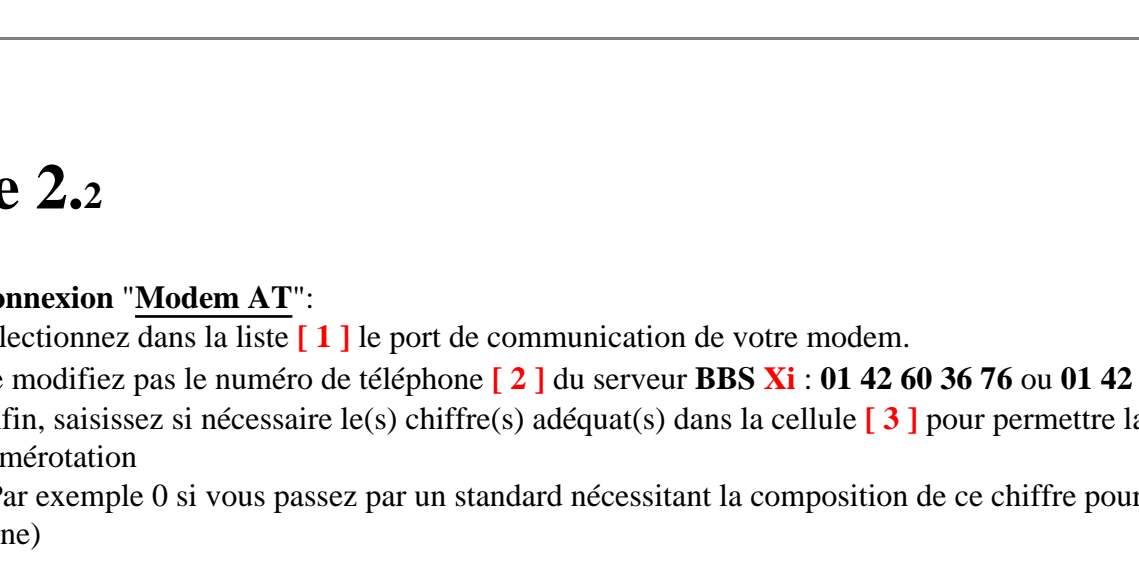 e 2.2
onnexion "Modem AT":
lectionnez dans la liste [ 1 ] le port de communication de votre modem.
e modifiez pas le numéro de téléphone [ 2 ] du serveur BBS Xi : 01 42 60 36 76 ou 01 42
fin, saisissez si nécessaire le(s) chiffre(s) adéquat(s) dans la cellule [ 3 ] pour permettre la
mérotation
Par exemple 0 si vous passez par un standard nécessitant la composition de ce chiffre pour
ne)